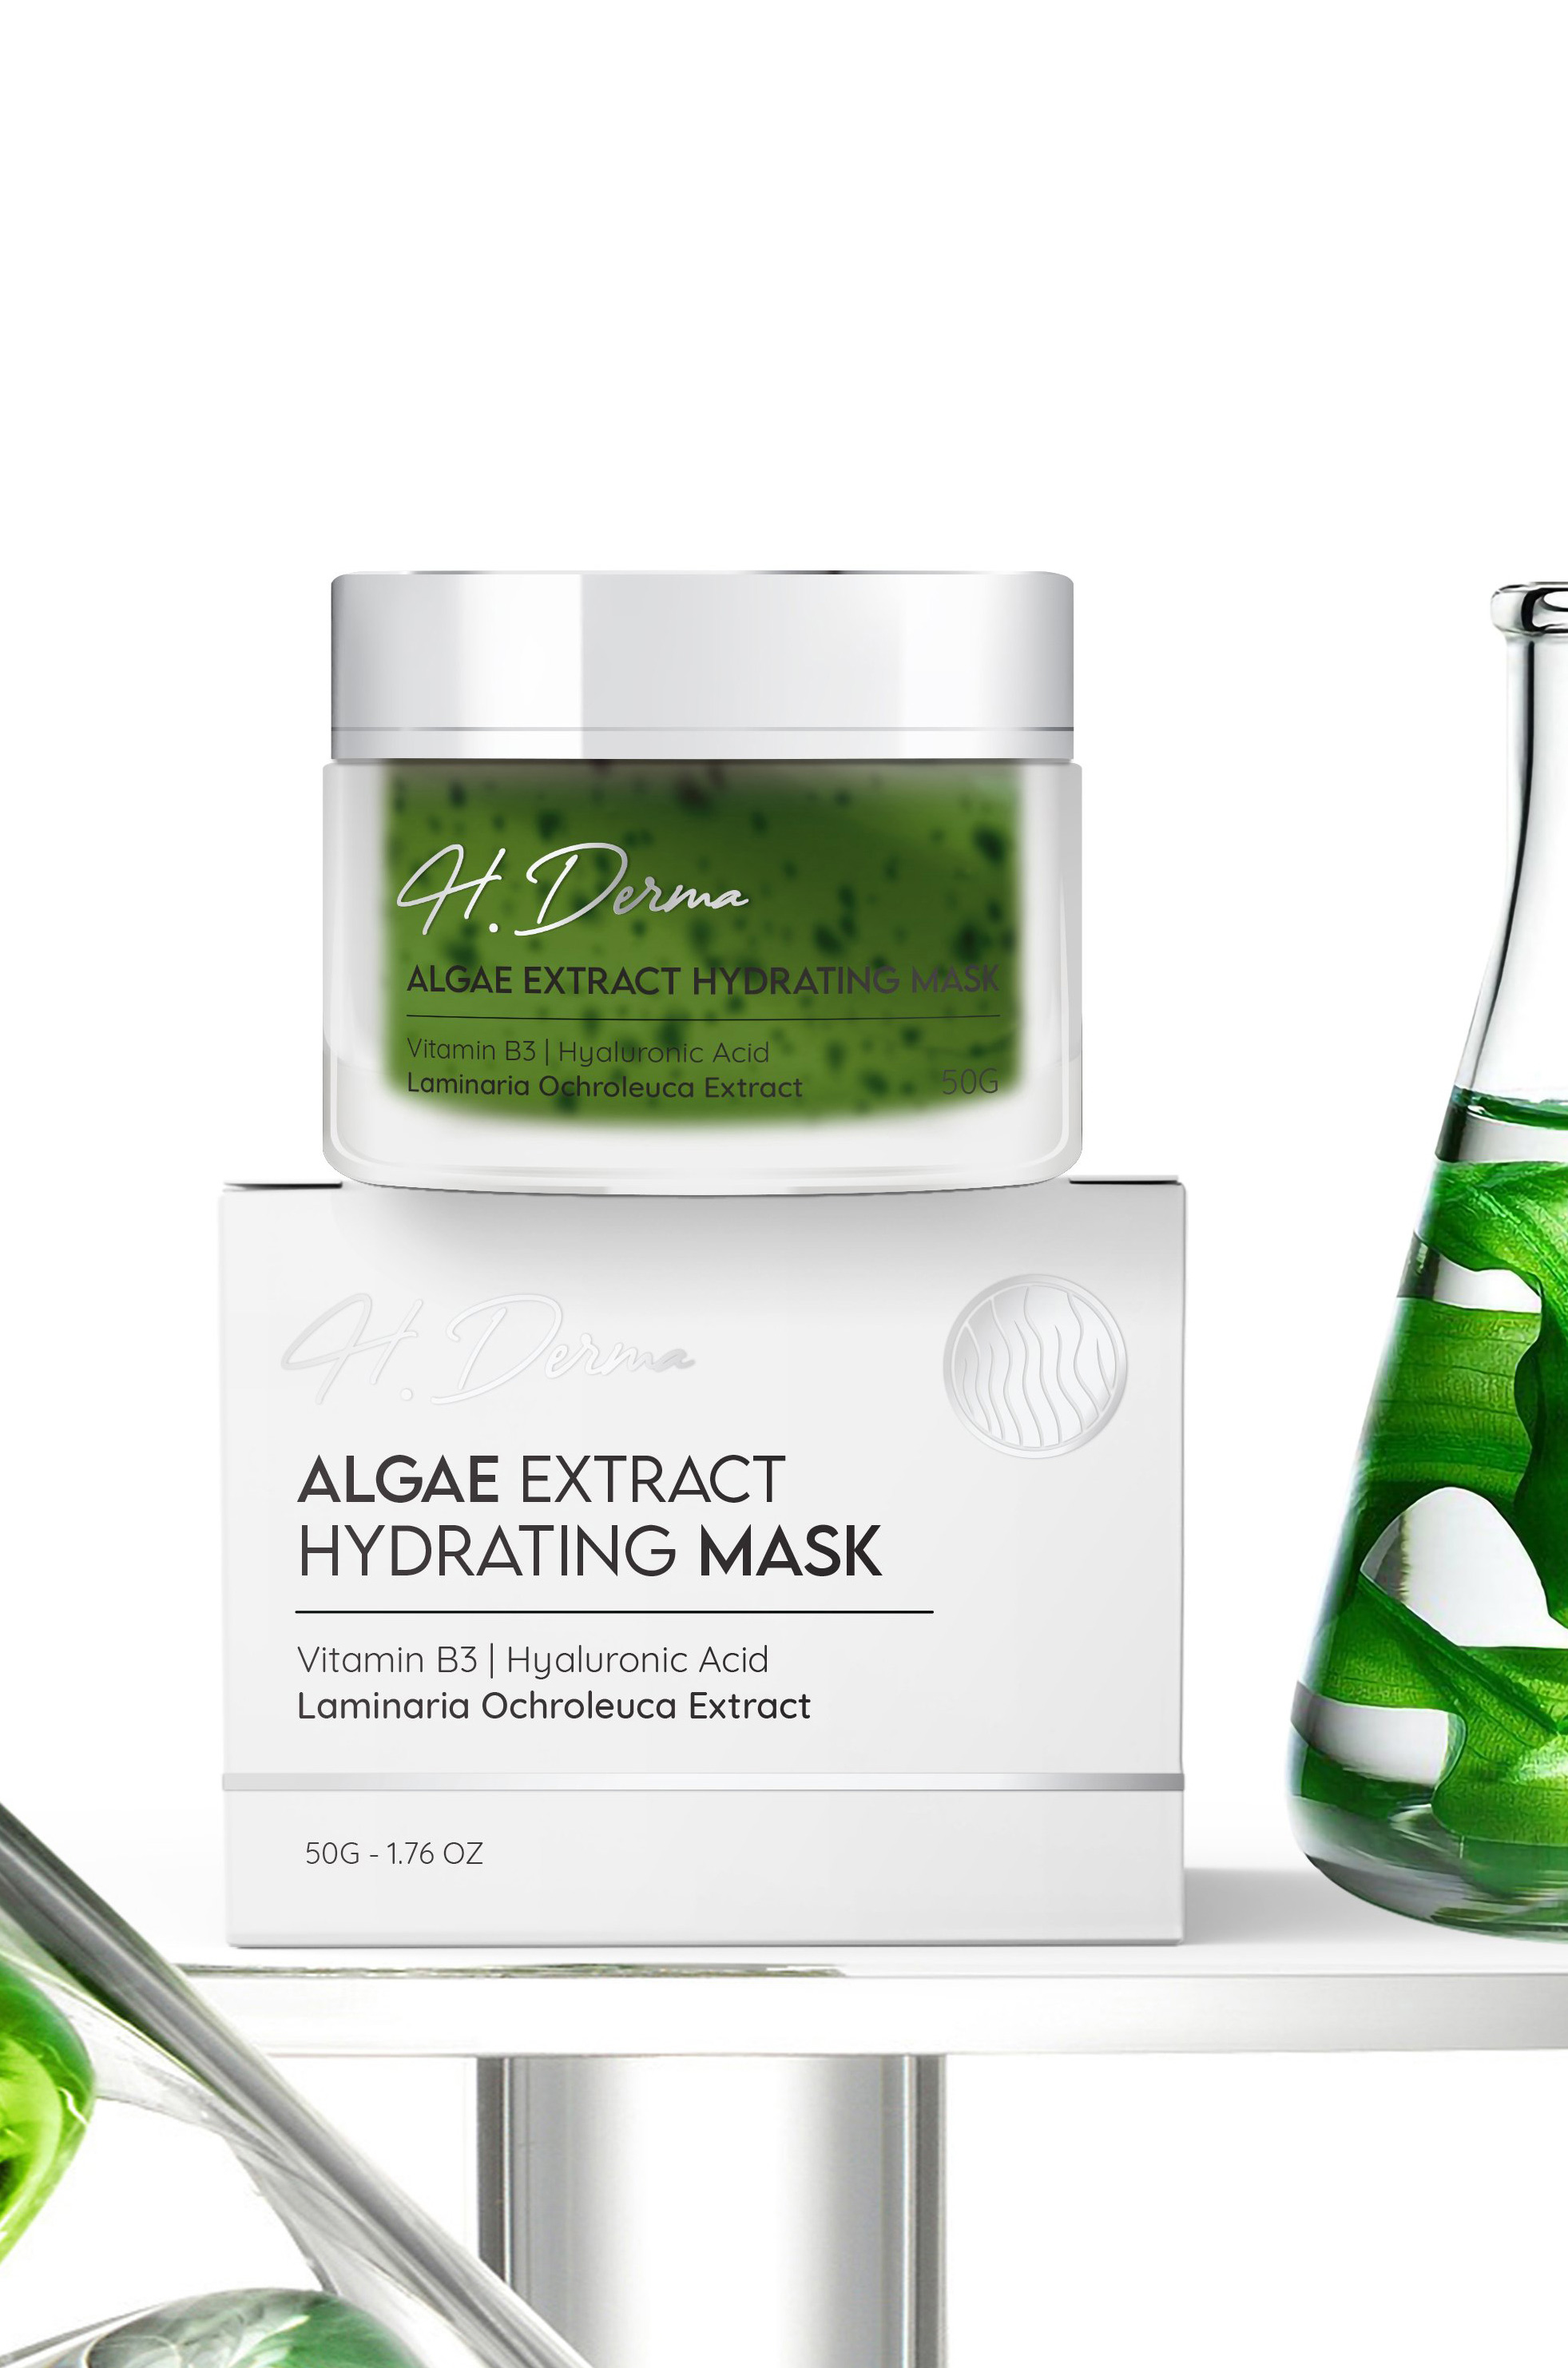 H. Derma
ALGAE EXTRACT HYDRATING MASK
Vitamin B3 | Hyaluronic Acid
Laminaria Ochroleuca Extract
50G
H. Derma
ALGAE EXTRACT
HYDRATING MASK
Vitamin B3 | Hyaluronic Acid
Laminaria Ochroleuca Extract
50G - 1.76 OZ